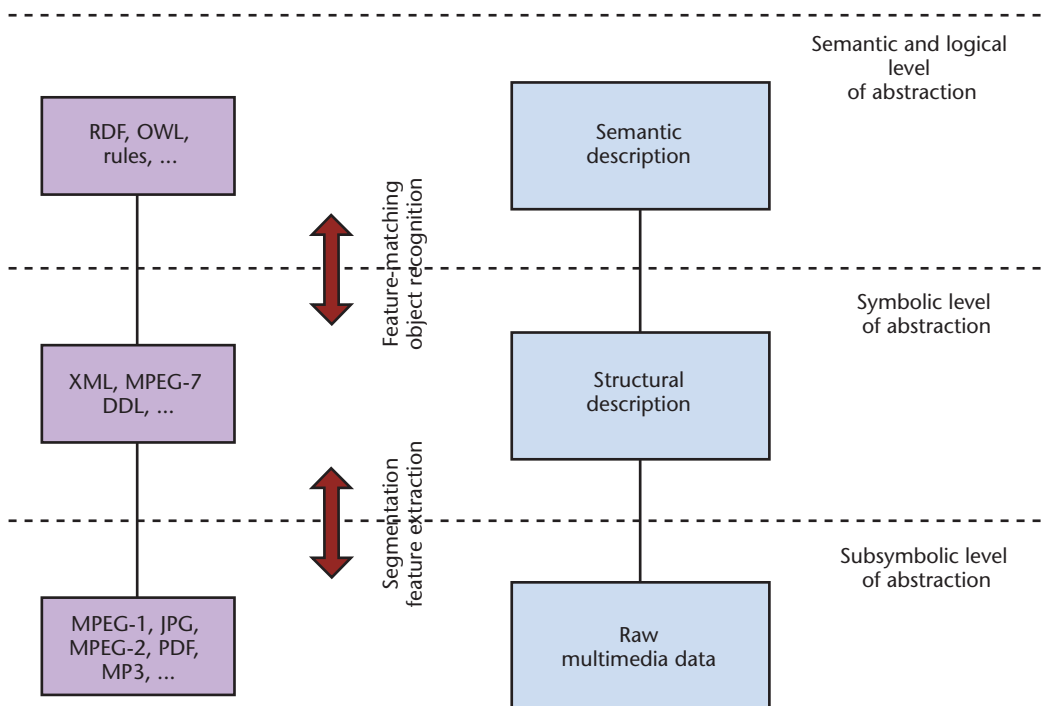 Semantic and logical
level
of abstraction
RDF, OWL,
rules, ...
Semantic
description
Feature-matching
object recognition
Symbolic level
of abstraction
XML, MPEG-7
DDL, ...
Structural
description
Segmentation
feature extraction
Subsymbolic level
of abstraction
MPEG-1, JPG,
MPEG-2, PDF,
MP3, ...
Raw
multimedia data